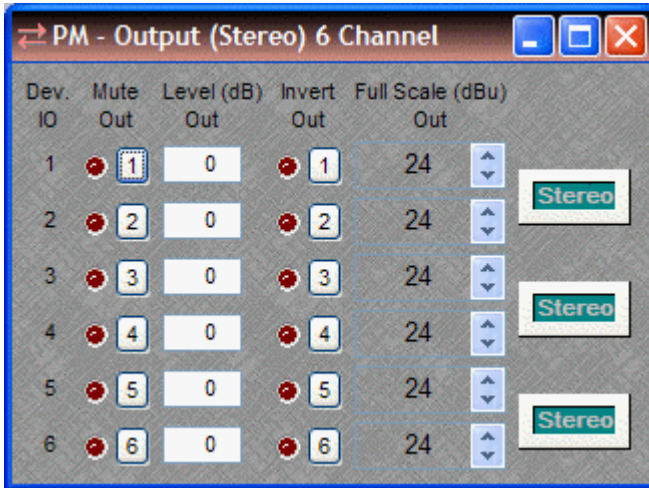 PM - Output (Stereo) 6 Channel
Dev. Mute Level (dB) Invert Full Scale (dBu)
IO Out Out Out Out
1 1 0 1 24
Stereo
2 2 0 2 24
3 3 0 3 24
Stereo
4 4 0 4 24
5 5 0 5 24
Stereo
6 6 0 6 24